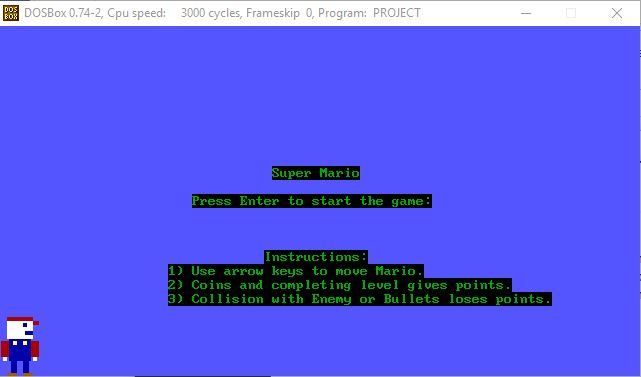 DOS
BOX
DOSBox 0.74-2, Cpu speed: 3000 cycles, Frameskip 0, Program: PROJECT
Super Mario
Press Enter to start the game:
Instructions:
1) Use arrow keys to move Mario.
2) Coins and completing level gives points.
3) Collision with Enemy or Bullets loses points.